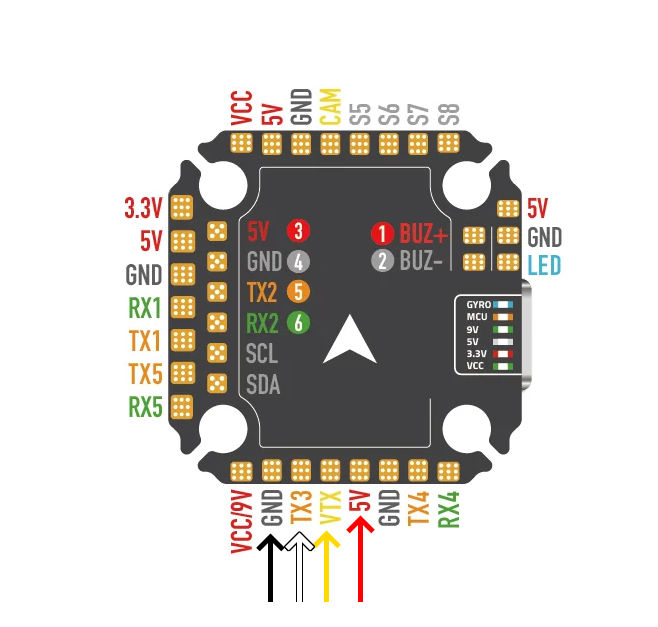 VCC
5V
GND
CAM
S5
S6
S7
S8
3.3V
5V
GND
RX1
TX1
TX5
RX5
5V 3
GND 4
TX2 5
RX2 6
SCL
SDA
1 BUZ+
2 BUZ-
5V
GND
LED
GYRO
MCU
9V
5V
3.3V
VCC
VCC/9V
GND
TX3
VTX
5V
GND
TX4
RX4